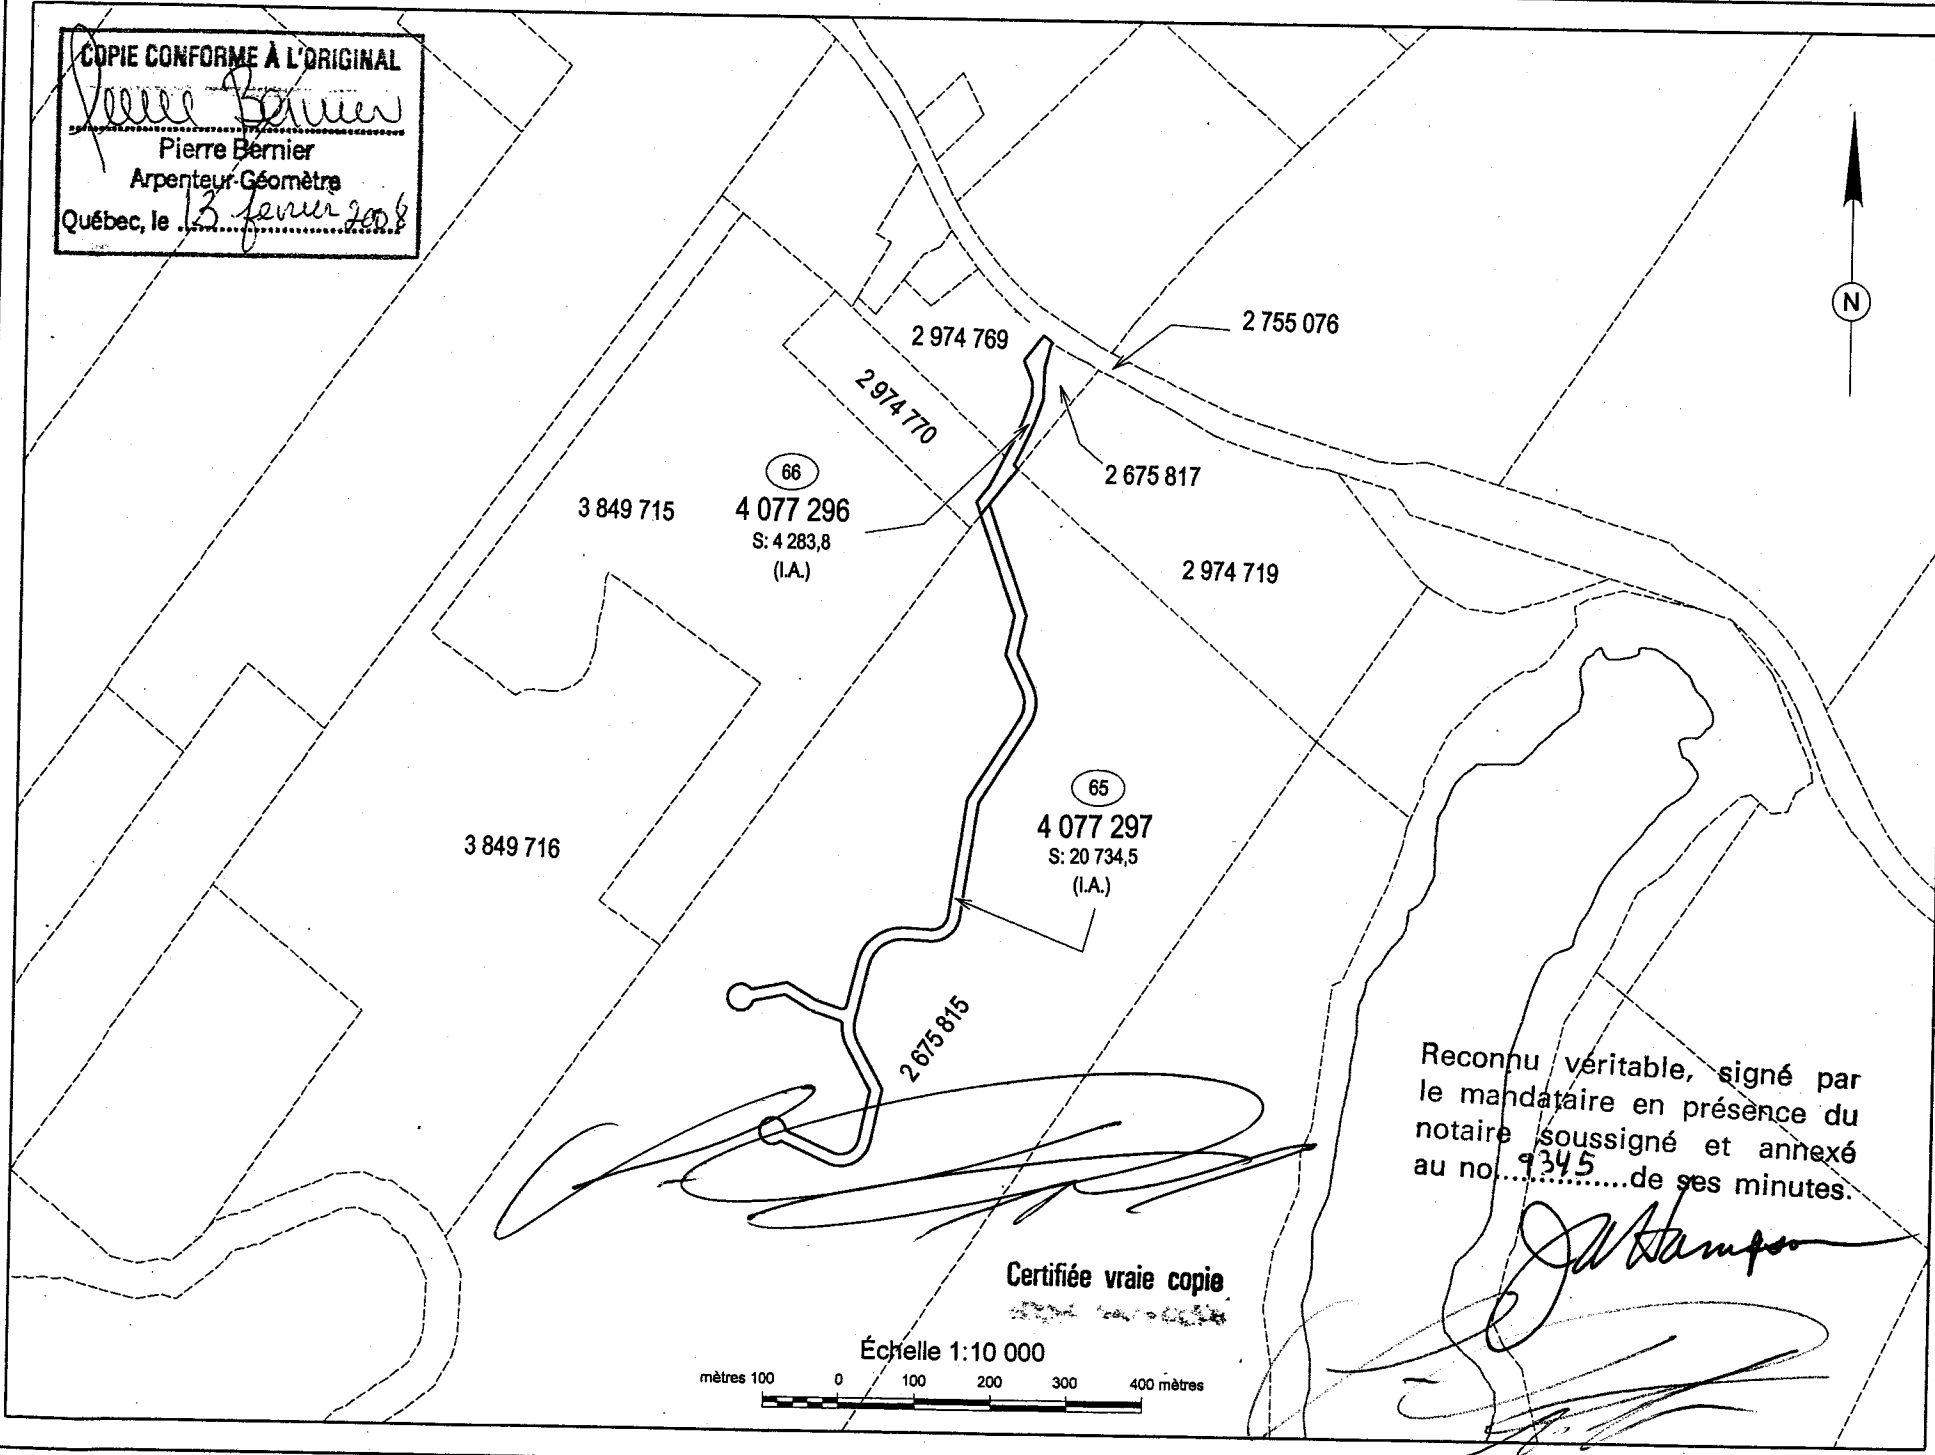 COPIE CONFORME À L'ORIGINAL
Pierre Bernier
Pierre Bernier
Arpenteur-Géomètre
Québec, le 13 février 2008
N
2 755 076
2 974 769
2 974 770
2 675 817
66
4 077 296
S: 4 283,8
(I.A.)
3 849 715
2 974 719
65
4 077 297
S: 20 734,5
(I.A.)
3 849 716
2 675 815
Reconnu véritable, signé par
le mandataire en présence du
notaire soussigné et annexé
au no 9345 de ses minutes.
Certifiée vraie copie
Échelle 1:10 000
mètres 100 0 100 200 300 400 mètres